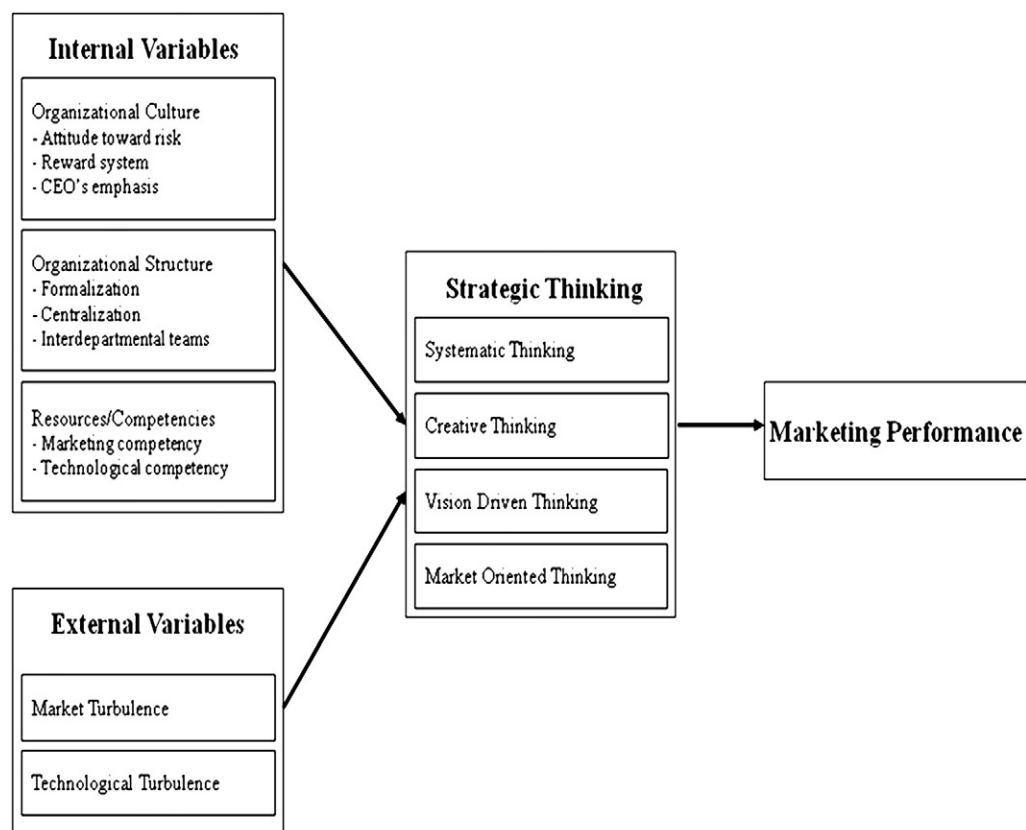 Internal Variables
Organizational Culture
- Attitude toward risk
- Reward system
- CEO's emphasis
Organizational Structure
- Formalization
- Centralization
- Interdepartmental teams
Resources/Competencies
- Marketing competency
- Technological competency
External Variables
Market Turbulence
Technological Turbulence
Strategic Thinking
Systematic Thinking
Creative Thinking
Vision Driven Thinking
Market Oriented Thinking
Marketing Performance